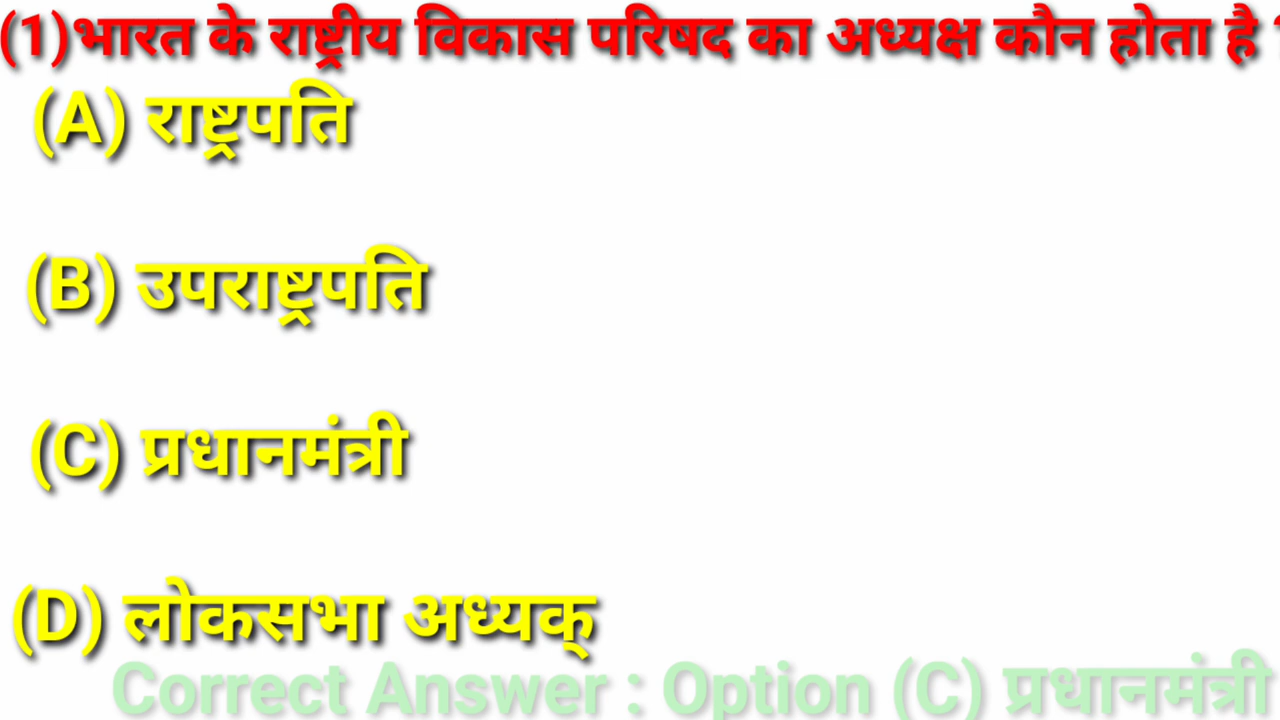 (1)भारत के राष्ट्रीय विकास परिषद का अध्यक्ष कौन होता है ?
(A) राष्ट्रपति
(B) उपराष्ट्रपति
(C) प्रधानमंत्री
(D) लोकसभा अध्यक्
Correct Answer : Option (C) प्रधानमंत्री